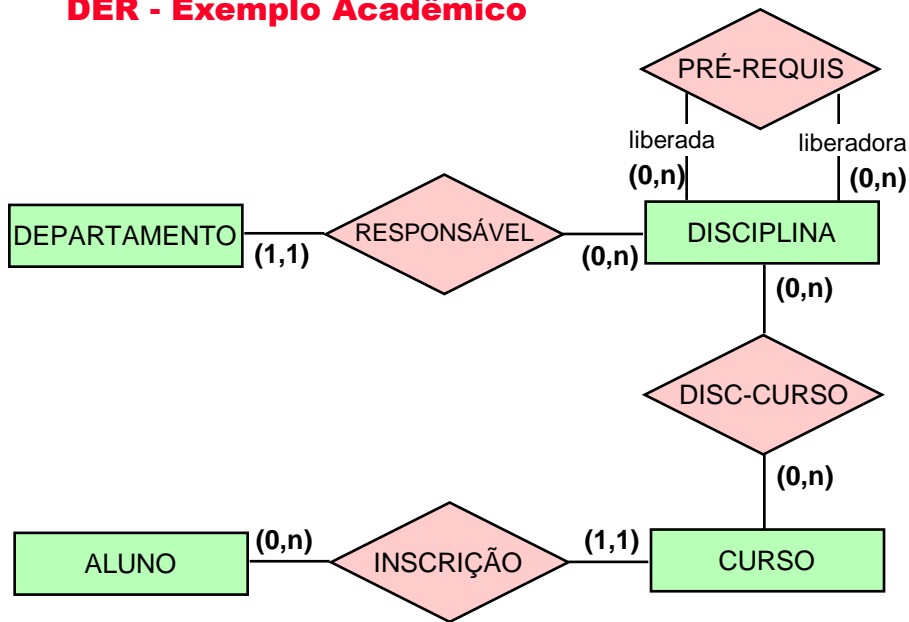 DER - Exemplo Acadêmico
PRÉ-REQUIS
liberada
liberadora
(0,n)
(0,n)
DEPARTAMENTO
(1,1)
RESPONSÁVEL
(0,n)
DISCIPLINA
(0,n)
DISC-CURSO
(0,n)
ALUNO
(0,n)
INSCRIÇÃO
(1,1)
CURSO